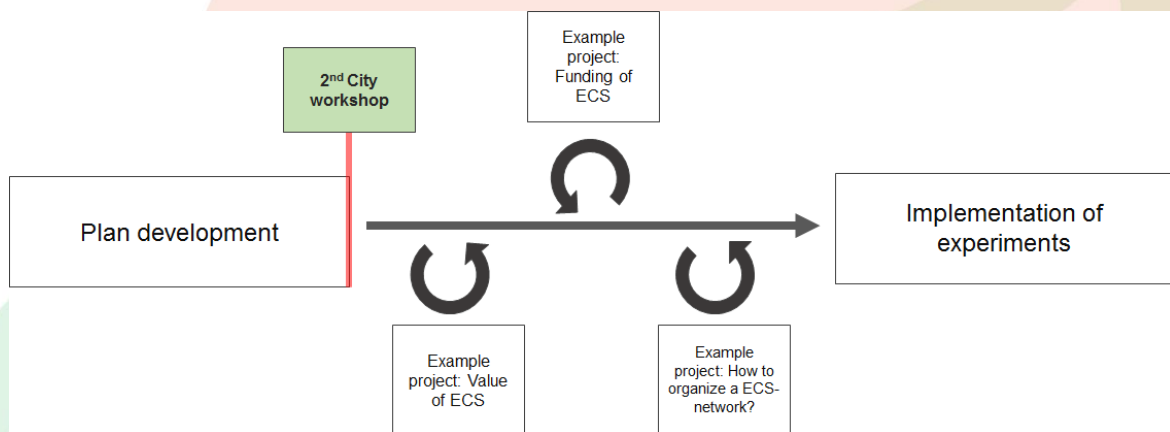 Example
project:
Funding of
ECS
2nd City
workshop
Plan development
Implementation of
experiments
Example
project: Value
of ECS
Example
project: How to
organize a ECS-
network?